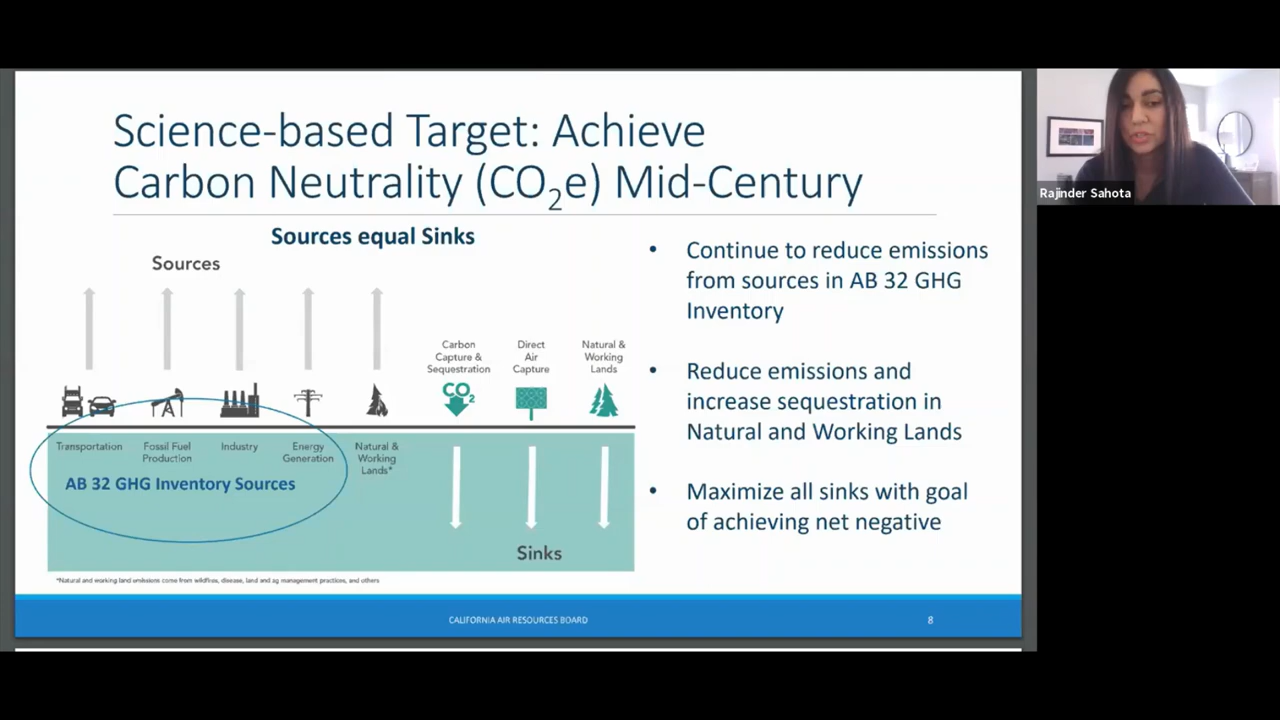 Science-based Target: Achieve
Carbon Neutrality (CO2e) Mid-Century
Sources equal Sinks
Sources
Carbon
Capture &
Sequestration
Direct
Air
Capture
Natural &
Working
Lands
CO2
Transportation
Fossil Fuel
Production
Industry
Energy
Generation
Natural &
Working
Lands*
AB 32 GHG Inventory Sources
Sinks
*Natural and working land emissions come from wildfires, disease, land and ag management practices, and others
• Continue to reduce emissions
from sources in AB 32 GHG
Inventory
• Reduce emissions and
increase sequestration in
Natural and Working Lands
• Maximize all sinks with goal
of achieving net negative
CALIFORNIA AIR RESOURCES BOARD
8
Rajinder Sahota